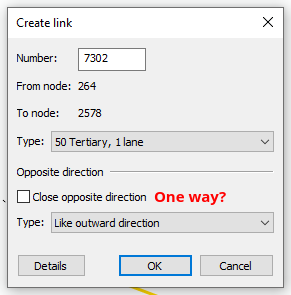 Create link
Number: 7302
From node: 264
To node: 2578
Type: 50 Tertiary, 1 lane
Opposite direction
Close opposite direction One way?
Type: Like outward direction
Details OK Cancel